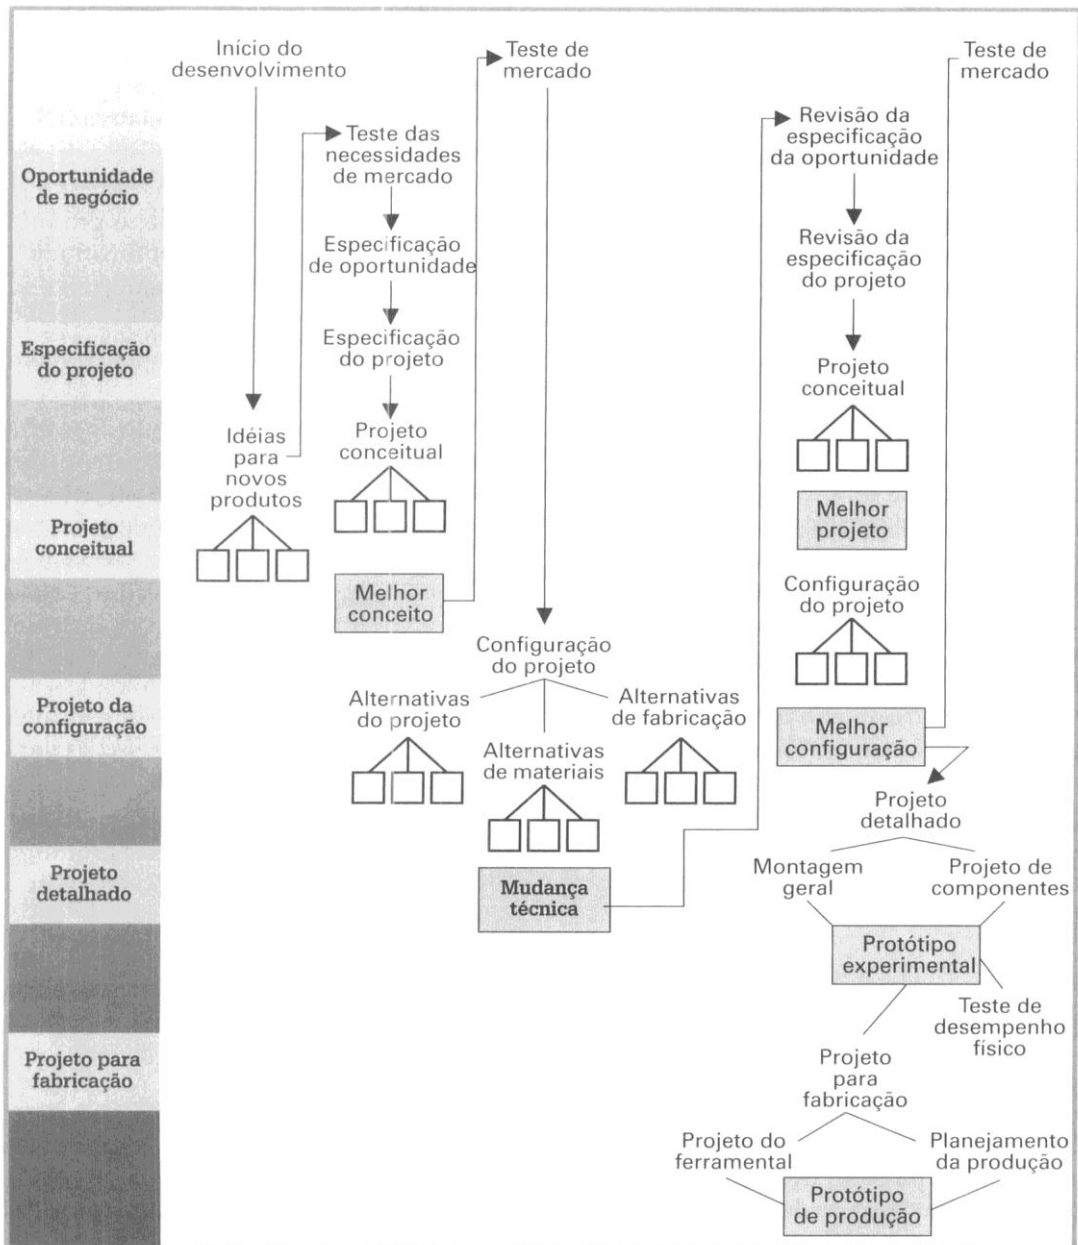 Início do
desenvolvimento
Teste de
mercado
Teste de
mercado
Oportunidade
de negócio
Teste das
necessidades
de mercado
Revisão da
especificação
da oportunidade
Especificação
de oportunidade
Revisão da
especificação
do projeto
Especificação
do projeto
Especificação
do projeto
Projeto
conceitual
Idéias
para
novos
produtos
Projeto
conceitual
Projeto
conceitual
Melhor
conceito
Melhor
projeto
Configuração
do projeto
Configuração
do projeto
Projeto da
configuração
Alternativas
do projeto
Alternativas
de materiais
Alternativas
de fabricação
Melhor
configuração
Projeto
detalhado
Projeto
detalhado
Mudança
técnica
Montagem
geral
Projeto de
componentes
Protótipo
experimental
Teste de
desempenho
físico
Projeto para
fabricação
Projeto
para
fabricação
Projeto do
ferramental
Planejamento
da produção
Protótipo
de produção